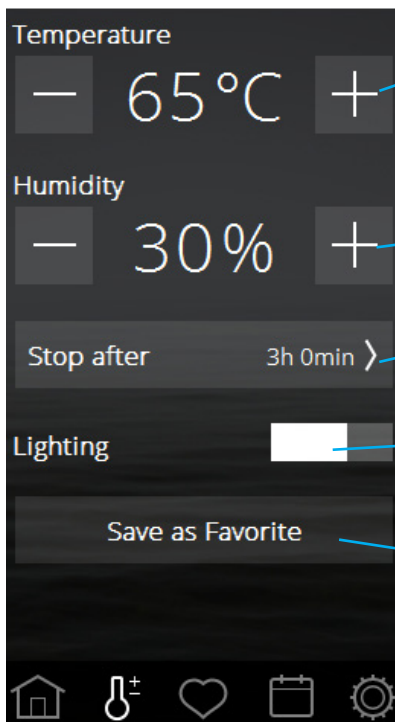 Temperature
65°C
Humidity
30%
Stop after 3h 0min
Lighting
Save as Favorite